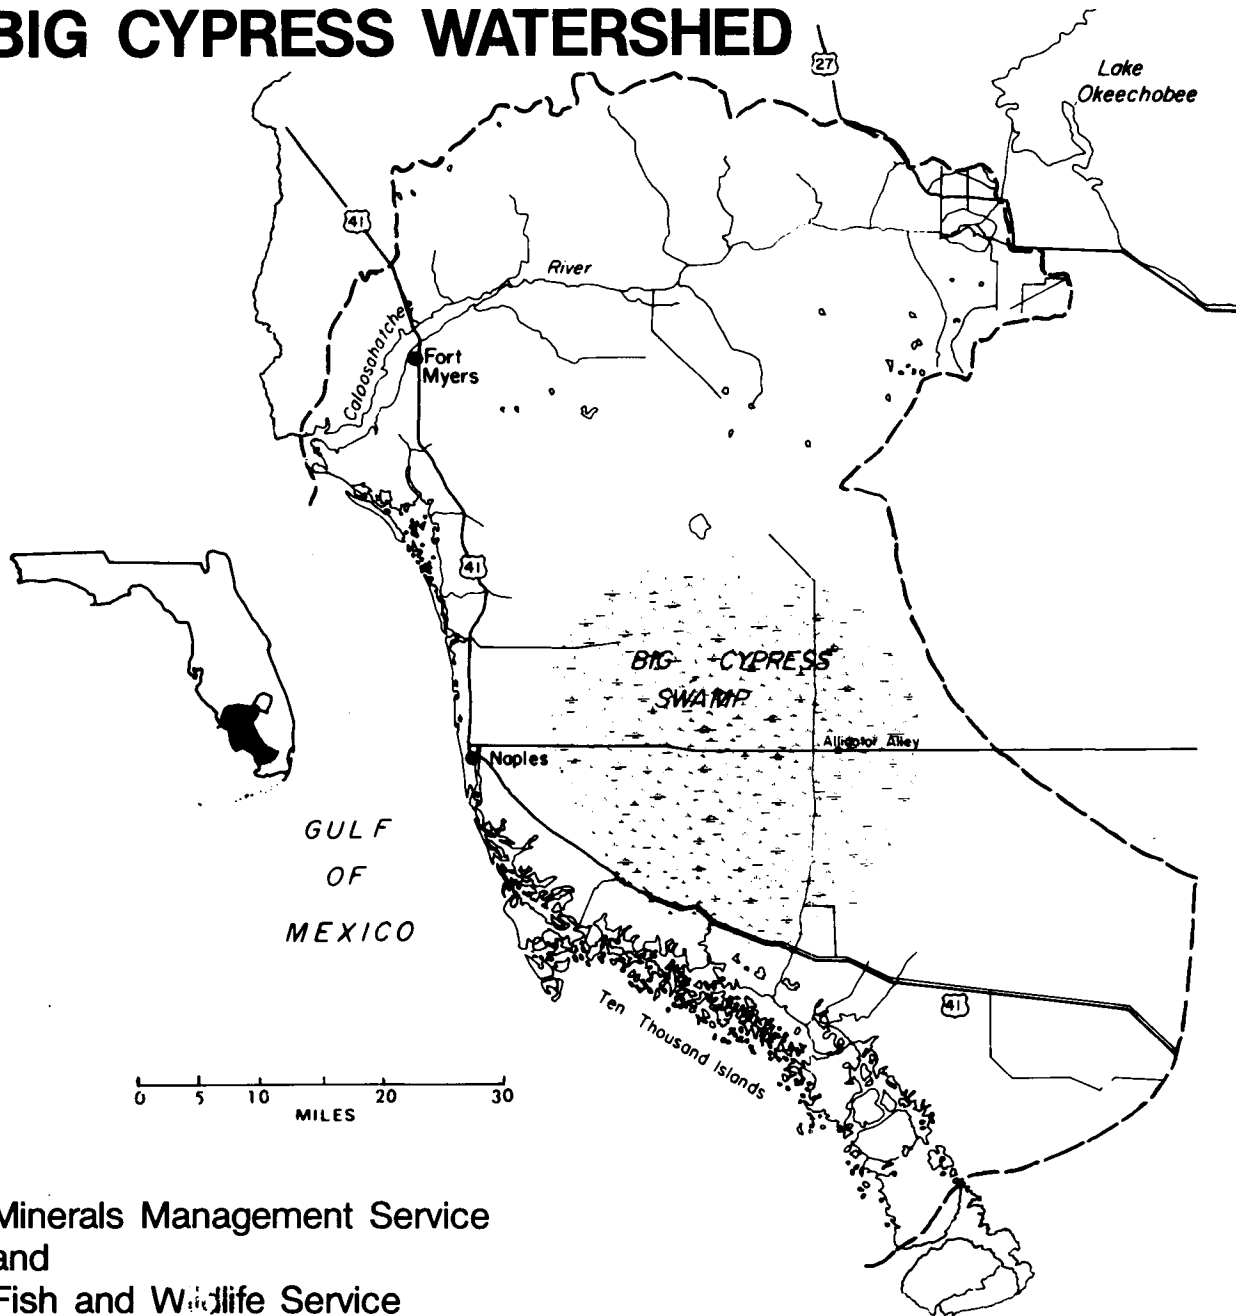 BIG CYPRESS WATERSHED
27
Lake
Okeechobee
41
River
Caloosahatchee
Fort
Myers
41
BIG CYPRESS
SWAMP
Alligator Alley
Naples
GULF
OF
MEXICO
41
Ten Thousand Islands
0 5 10 20 30
MILES
Minerals Management Service
and
Fish and Wildlife Service